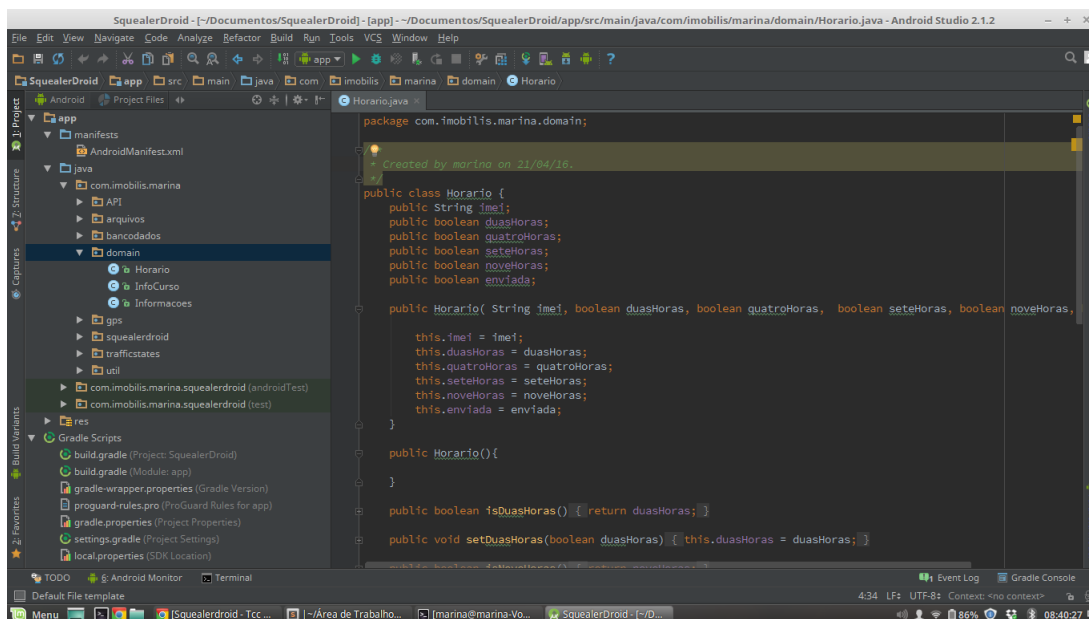 SquealerDroid - [~/Documentos/SquealerDroid] - [app] - ~/Documentos/SquealerDroid/app/src/main/java/com/imobilis/marina/domain/Horario.java - Android Studio 2.1.2
File Edit View Navigate Code Analyze Refactor Build Run Tools VCS Window Help
app
SquealerDroid app src main java com imobilis marina domain Horario
Android Project Files
Horario.java
1: Project
Z: Structure
Captures
Build Variants
2: Favorites
app
manifests
AndroidManifest.xml
java
com.imobilis.marina
API
arquivos
bancodados
domain
Horario
InfoCurso
Informacoes
gps
squealerdroid
trafficstates
util
com.imobilis.marina.squealerdroid (androidTest)
com.imobilis.marina.squealerdroid (test)
res
Gradle Scripts
build.gradle (Project: SquealerDroid)
build.gradle (Module: app)
gradle-wrapper.properties (Gradle Version)
proguard-rules.pro (ProGuard Rules for app)
gradle.properties (Project Properties)
settings.gradle (Project Settings)
local.properties (SDK Location)
package com.imobilis.marina.domain;
* Created by marina on 21/04/16.
*/
public class Horario {
public String imei;
public boolean duasHoras;
public boolean quatroHoras;
public boolean seteHoras;
public boolean noveHoras;
public boolean enviada;
public Horario( String imei, boolean duasHoras, boolean quatroHoras, boolean seteHoras, boolean noveHoras,
this.imei = imei;
this.duasHoras = duasHoras;
this.quatroHoras = quatroHoras;
this.seteHoras = seteHoras;
this.noveHoras = noveHoras;
this.enviada = enviada;
}
public Horario(){
}
public boolean isDuasHoras() { return duasHoras; }
public void setDuasHoras(boolean duasHoras) { this.duasHoras = duasHoras; }
public boolean isNoveHoras() { return noveHoras; }
TODO 6: Android Monitor Terminal
1 Event Log Gradle Console
Default File template
4:34 LF÷ UTF-8÷ Context: <no context>
Menu [Squealerdroid - Tcc ... [~/Área de Trabalho... [marina@marina-Vo... SquealerDroid - [~/D...
86% 08:40:27